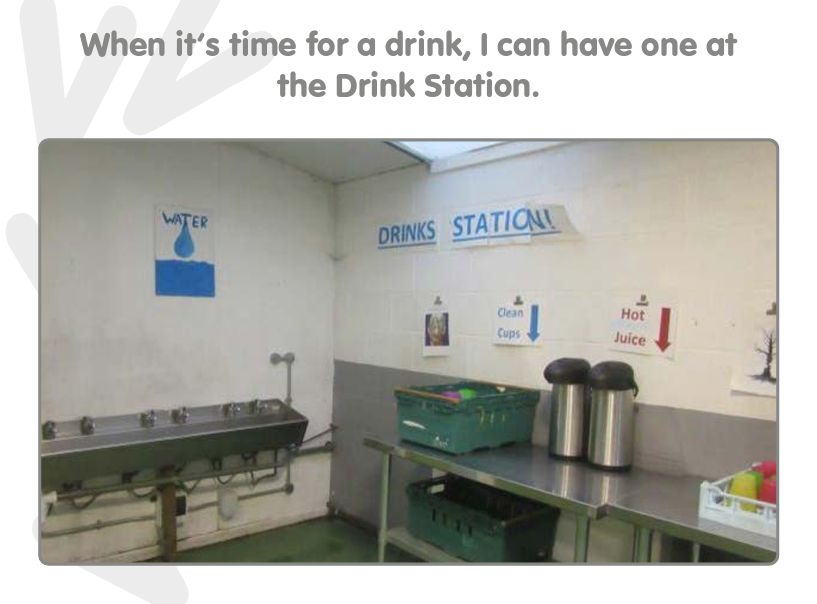 When it's time for a drink, I can have one at
the Drink Station.
WATER
DRINKS STATION!
Clean
Cups
Hot
Juice